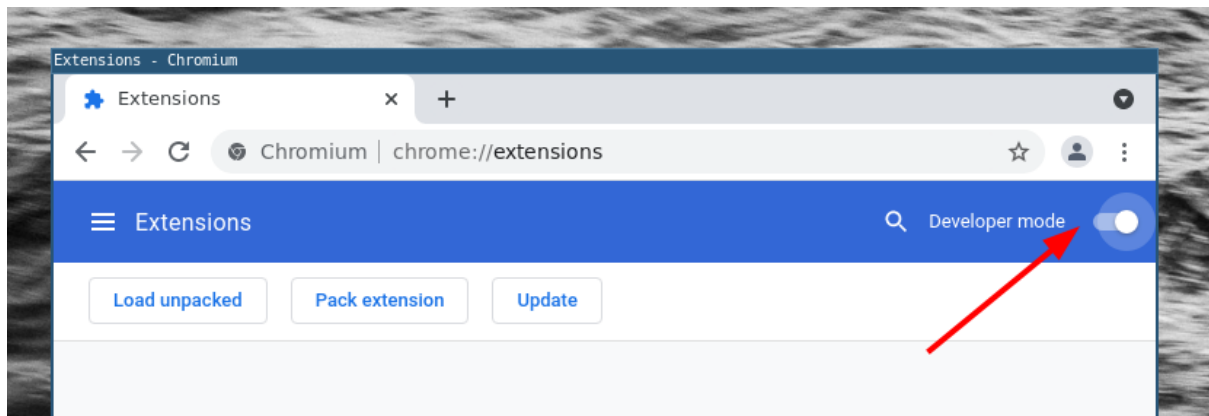 Extensions - Chromium
Extensions
Chromium | chrome://extensions
Extensions Developer mode
Load unpacked Pack extension Update